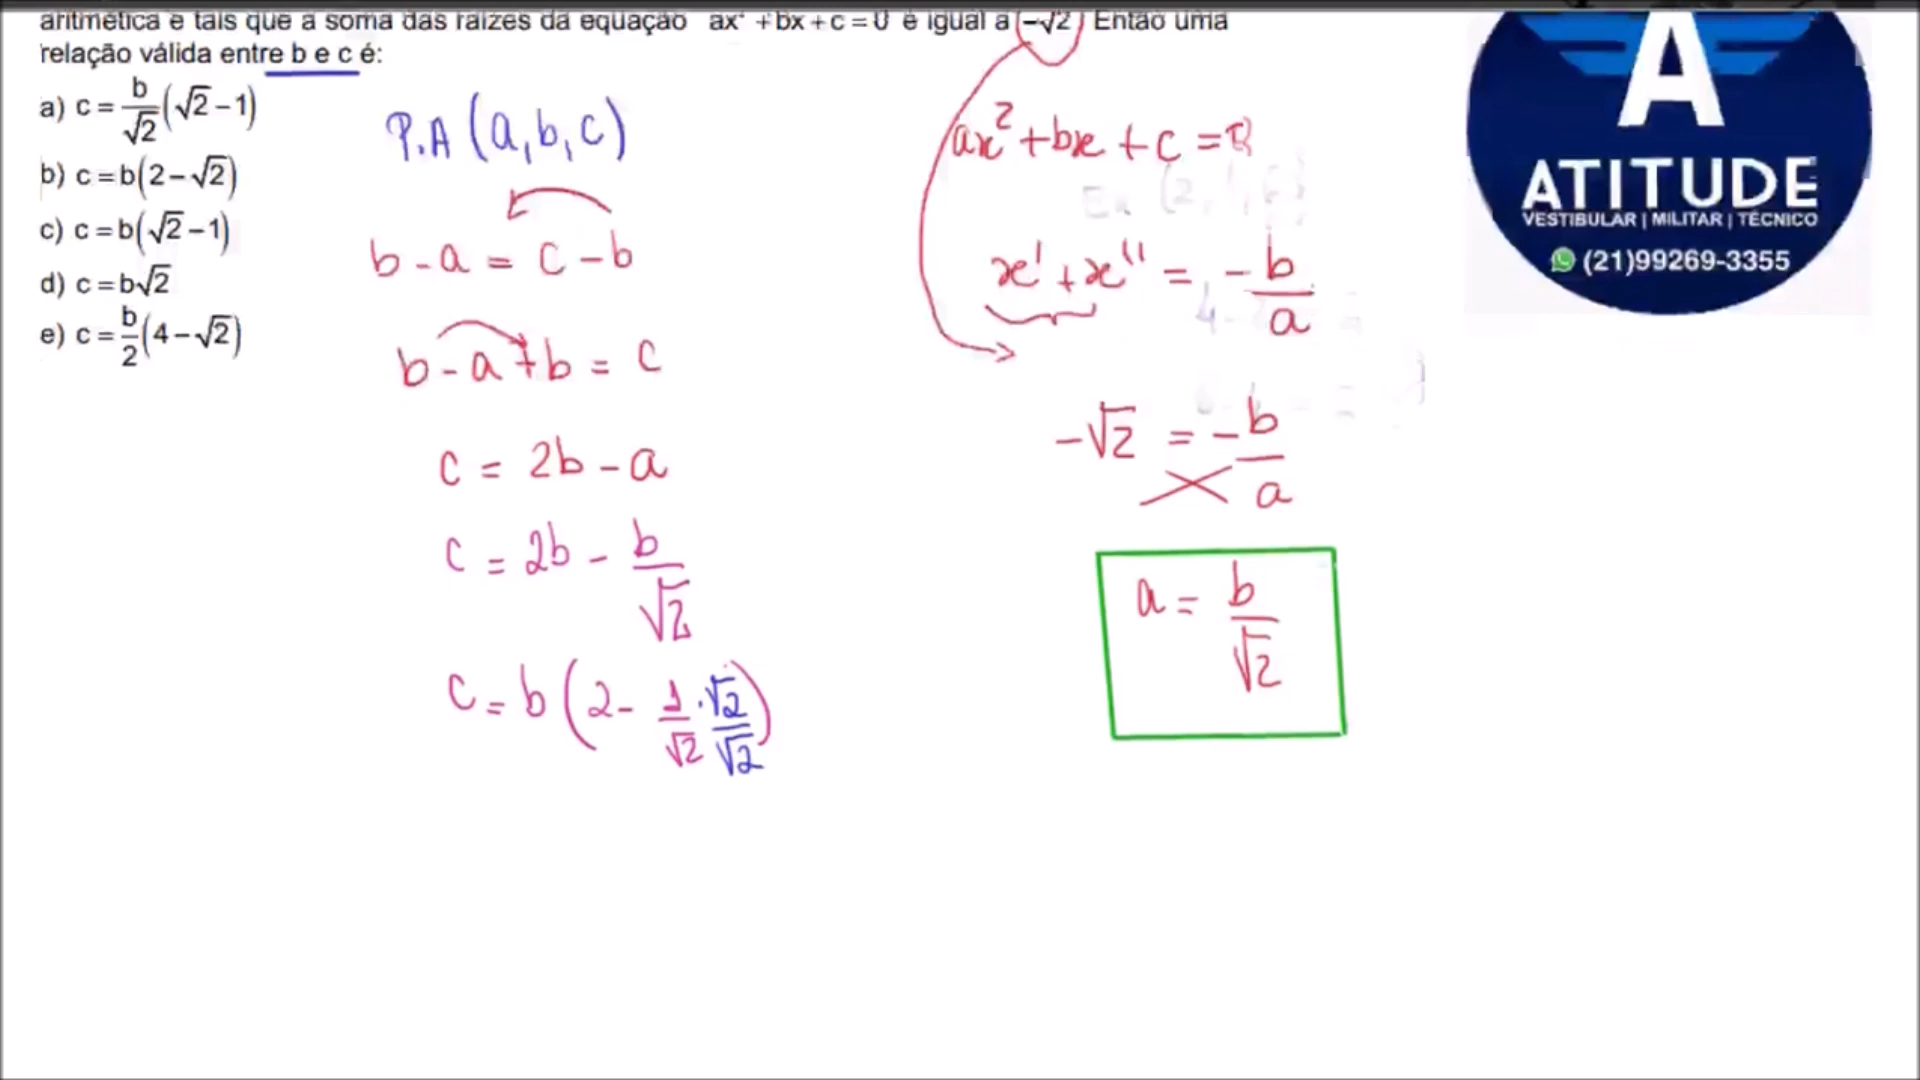 aritmética e tais que a soma das raízes da equação ax² + bx + c = 0 é igual a (−√2). Então uma
relação válida entre b e c é:
a) c = b/√2 (√2 − 1)
b) c = b(2 − √2)
c) c = b(√2 − 1)
d) c = b√2
e) c = b/2 (4 − √2)
P.A (a, b, c)
b - a = c - b
b - a + b = c
c = 2b - a
c = 2b - b/√2
c = b (2 - 1/√2 · √2/√2)
ax² + bx + c =
x' + x'' = - b/a
-√2 = - b/a
a = b/√2
A
ATITUDE
VESTIBULAR | MILITAR | TÉCNICO
(21)99269-3355